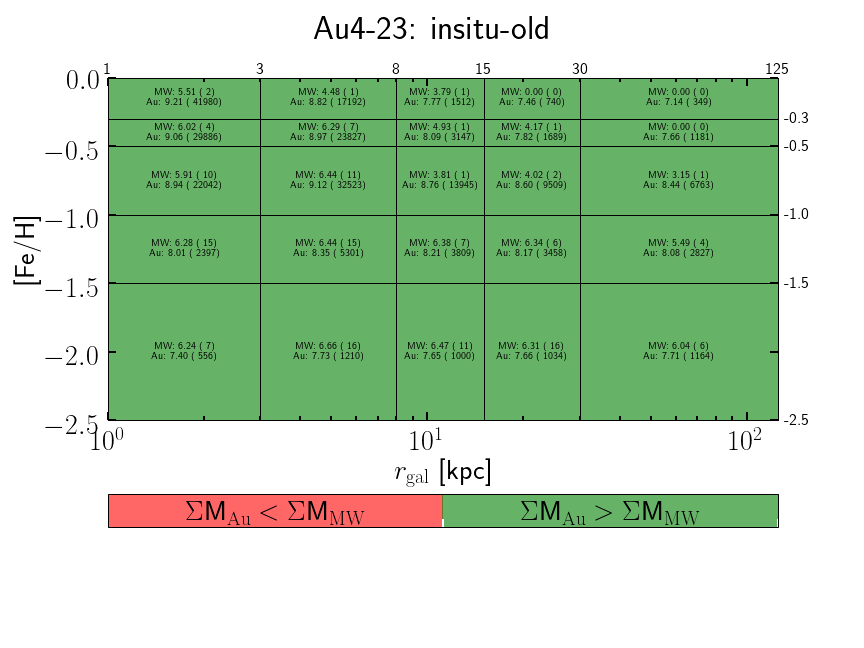 Au4-23: insitu-old
1 3 8 15 30 125
0.0
MW: 5.51 ( 2) MW: 4.48 ( 1) MW: 3.79 ( 1) MW: 0.00 ( 0) MW: 0.00 ( 0)
Au: 9.21 ( 41980) Au: 8.82 ( 17192) Au: 7.77 ( 1512) Au: 7.46 ( 740) Au: 7.14 ( 349)
-0.3
MW: 6.02 ( 4) MW: 6.29 ( 7) MW: 4.93 ( 1) MW: 4.17 ( 1) MW: 0.00 ( 0)
Au: 9.06 ( 29886) Au: 8.97 ( 23827) Au: 8.09 ( 3147) Au: 7.82 ( 1689) Au: 7.66 ( 1181)
−0.5 -0.5
MW: 5.91 ( 10) MW: 6.44 ( 11) MW: 3.81 ( 1) MW: 4.02 ( 2) MW: 3.15 ( 1)
Au: 8.94 ( 22042) Au: 9.12 ( 32523) Au: 8.76 ( 13945) Au: 8.60 ( 9509) Au: 8.44 ( 6763)
−1.0 -1.0
[Fe/H]
MW: 6.28 ( 15) MW: 6.44 ( 15) MW: 6.38 ( 7) MW: 6.34 ( 6) MW: 5.49 ( 4)
Au: 8.01 ( 2397) Au: 8.35 ( 5301) Au: 8.21 ( 3809) Au: 8.17 ( 3458) Au: 8.08 ( 2827)
−1.5 -1.5
MW: 6.24 ( 7) MW: 6.66 ( 16) MW: 6.47 ( 11) MW: 6.31 ( 16) MW: 6.04 ( 6)
Au: 7.40 ( 556) Au: 7.73 ( 1210) Au: 7.65 ( 1000) Au: 7.66 ( 1034) Au: 7.71 ( 1164)
−2.0
−2.5 -2.5
10^0 10^1 10^2
r_gal [kpc]
ΣM_Au < ΣM_MW ΣM_Au > ΣM_MW